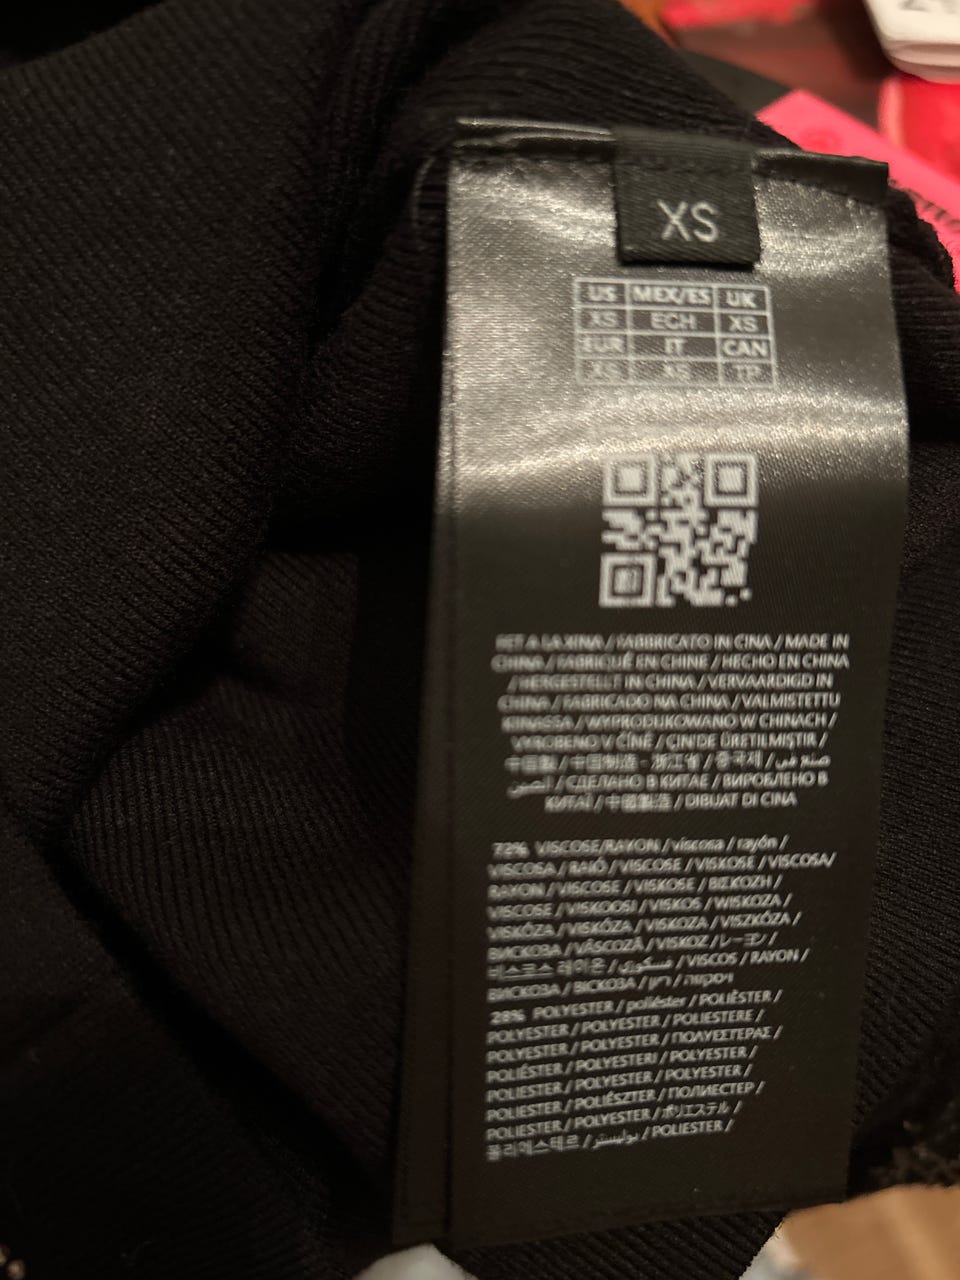 XS
US MEX/ES UK
XS ECH XS
EUR IT CAN
XS XS TP
FET A LA XINA / FABBRICATO IN CINA / MADE IN
CHINA / FABRIQUÉ EN CHINE / HECHO EN CHINA
/ HERGESTELLT IN CHINA / VERVAARDIGD IN
CHINA / FABRICADO NA CHINA / VALMISTETTU
KIINASSA / WYPRODUKOWANO W CHINACH /
VYROBENO V ČÍNĚ / ÇİN'DE ÜRETİLMİŞTİR /
中国製 / 中国制造 - 浙江省 / 중국제 / صنع في
الصين / СДЕЛАНО В КИТАЕ / ВИРОБЛЕНО В
КИТАЇ / 中國製造 / DIBUAT DI CINA
72% VISCOSE/RAYON / viscosa / rayón /
VISCOSA / RAIÓ / VISCOSE / VISKOSE / VISCOSA/
RAYON / VISCOSE / VISKOSE / ΒΙΣΚΟΖΗ /
VISCOSE / VISKOOSI / VISKOS / WISKOZA /
VISKÓZA / VISKÓZA / VISKOZA / VISZKÓZA /
ВИСКОЗА / VÂSCOZĂ / VISKOZ /レーヨン /
비스코스 레이온 / فسكوزي / VISCOS / RAYON /
ВИСКОЗА / ВІСКОЗА / ויסקוזה / רayון
28% POLYESTER / poliéster / POLIÈSTER /
POLYESTER / POLYESTER / POLIESTERE /
POLYESTER / POLYESTER / ΠΟΛΥΕΣΤΕΡΑΣ /
POLIÉSTER / POLYESTERI / POLYESTER /
POLIESTER / POLYESTER / POLYESTER /
POLIESTER / POLIÉSZTER / ПОЛИЕСТЕР /
POLIESTER / POLYESTER / ポリエステル /
폴리에스테르 / بوليستر / POLIESTER /